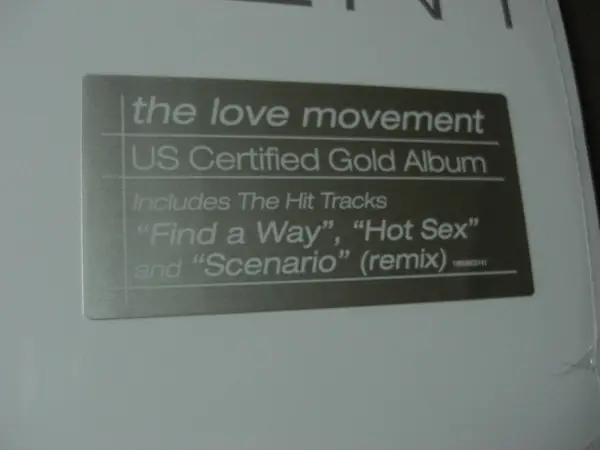 the love movement
US Certified Gold Album
Includes The Hit Tracks
"Find a Way", "Hot Sex"
and "Scenario" (remix)